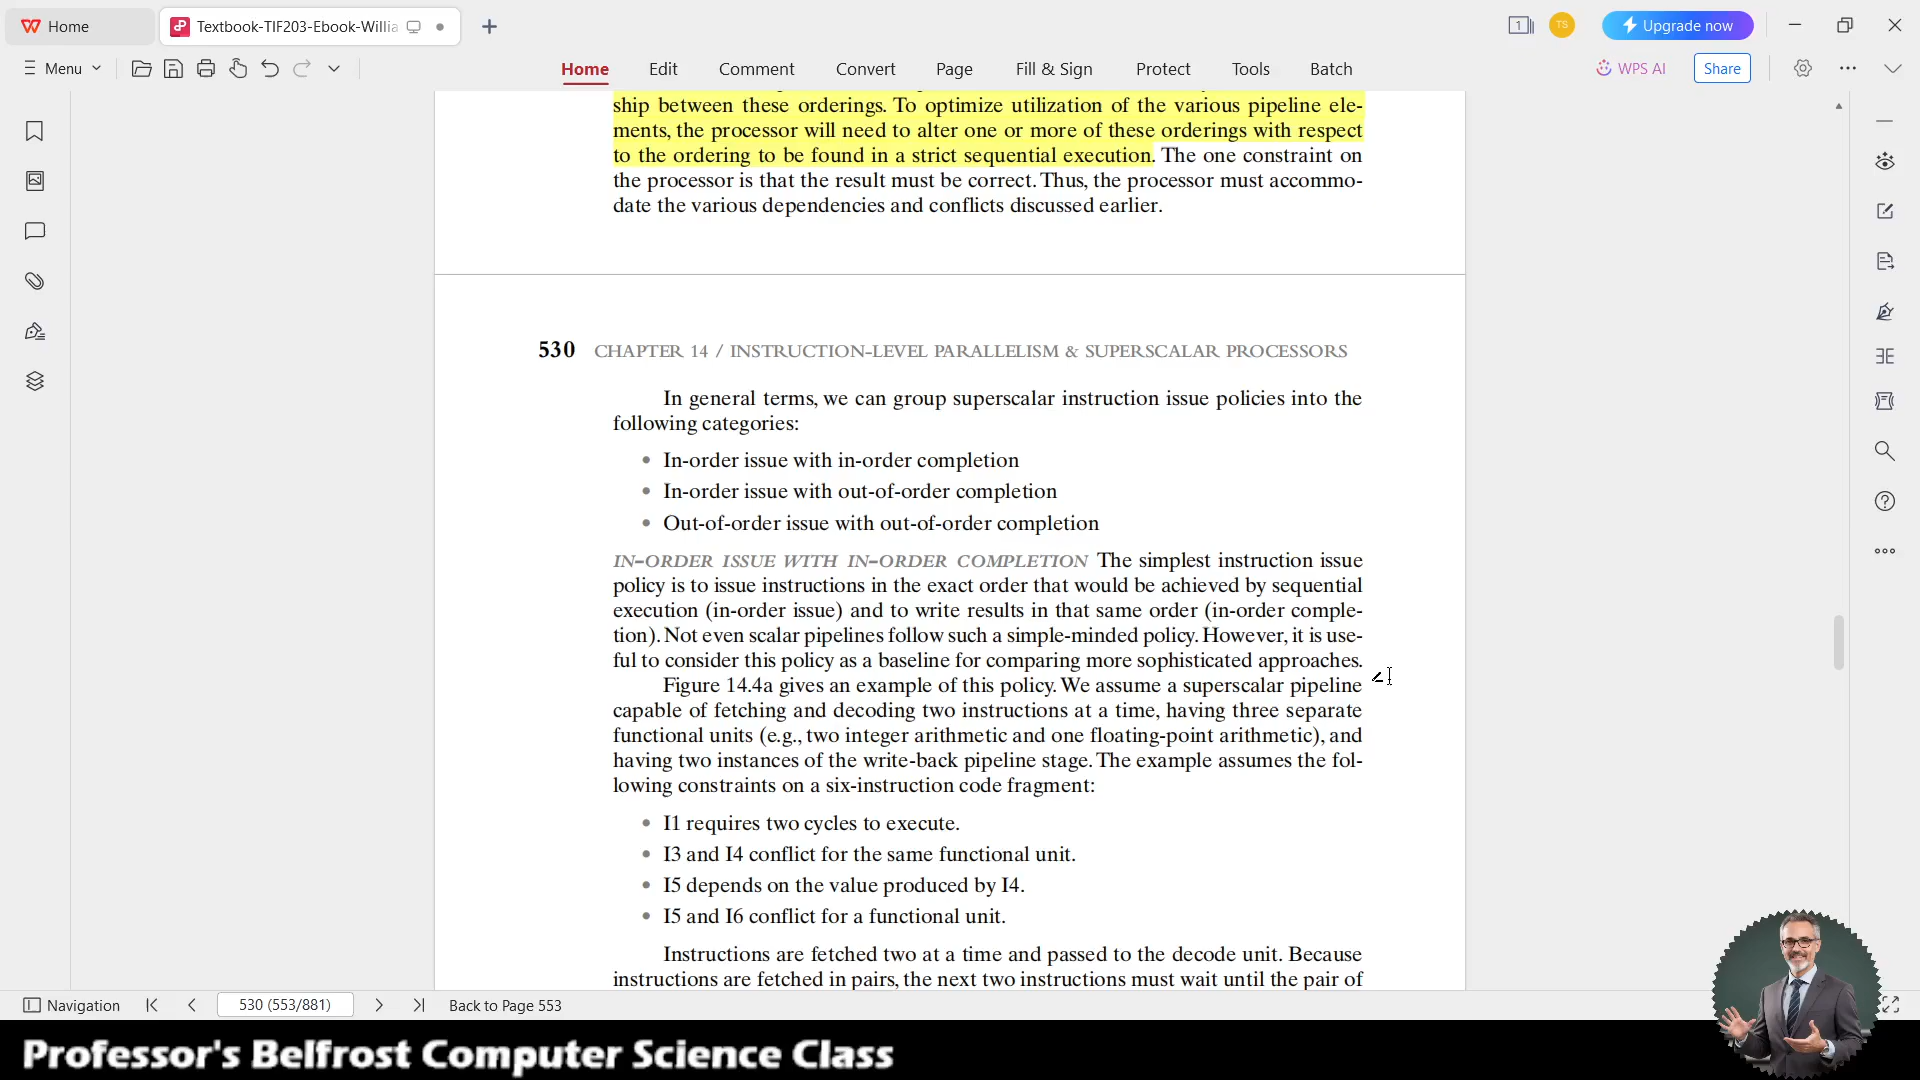 Home
Textbook-TIF203-Ebook-Willia
1
TS
Upgrade now
Menu
Home
Edit
Comment
Convert
Page
Fill & Sign
Protect
Tools
Batch
WPS AI
Share
ship between these orderings. To optimize utilization of the various pipeline ele-
ments, the processor will need to alter one or more of these orderings with respect
to the ordering to be found in a strict sequential execution. The one constraint on
the processor is that the result must be correct. Thus, the processor must accommo-
date the various dependencies and conflicts discussed earlier.
530 CHAPTER 14 / INSTRUCTION-LEVEL PARALLELISM & SUPERSCALAR PROCESSORS
In general terms, we can group superscalar instruction issue policies into the
following categories:
• In-order issue with in-order completion
• In-order issue with out-of-order completion
• Out-of-order issue with out-of-order completion
IN-ORDER ISSUE WITH IN-ORDER COMPLETION The simplest instruction issue
policy is to issue instructions in the exact order that would be achieved by sequential
execution (in-order issue) and to write results in that same order (in-order comple-
tion). Not even scalar pipelines follow such a simple-minded policy. However, it is use-
ful to consider this policy as a baseline for comparing more sophisticated approaches.
Figure 14.4a gives an example of this policy. We assume a superscalar pipeline
capable of fetching and decoding two instructions at a time, having three separate
functional units (e.g., two integer arithmetic and one floating-point arithmetic), and
having two instances of the write-back pipeline stage. The example assumes the fol-
lowing constraints on a six-instruction code fragment:
• I1 requires two cycles to execute.
• I3 and I4 conflict for the same functional unit.
• I5 depends on the value produced by I4.
• I5 and I6 conflict for a functional unit.
Instructions are fetched two at a time and passed to the decode unit. Because
instructions are fetched in pairs, the next two instructions must wait until the pair of
Navigation
530 (553/881)
Back to Page 553
Professor's Belfrost Computer Science Class